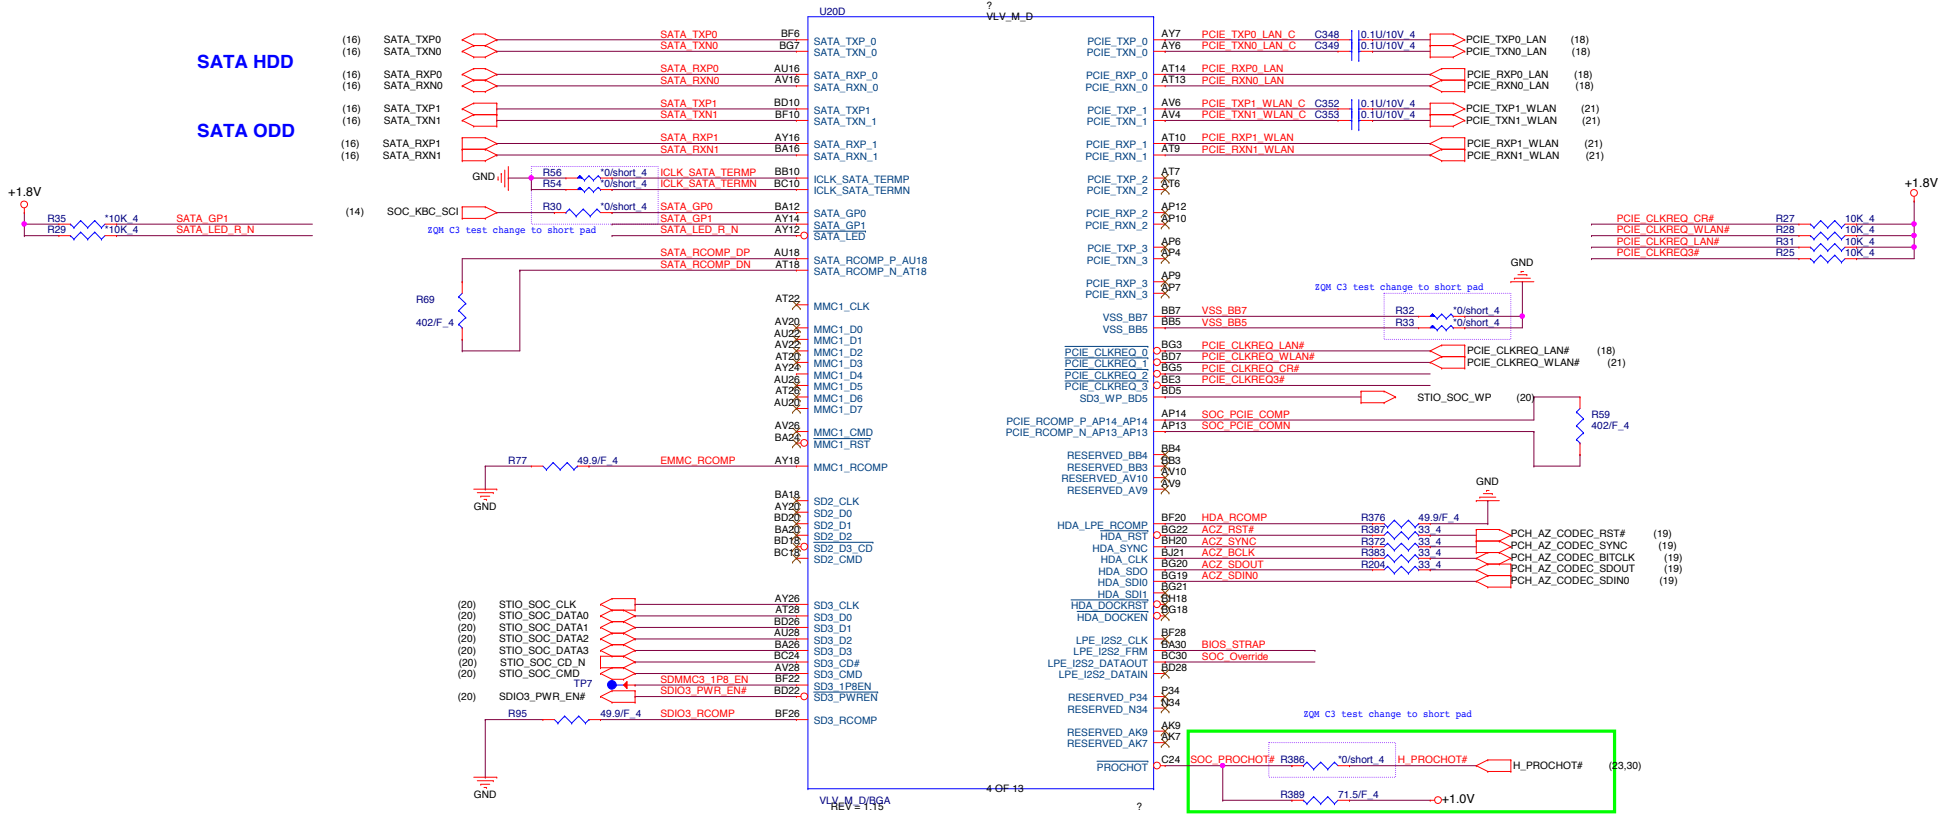 SATA HDD
SATA ODD
U20D
?
VLV_M_D
(16) SATA_TXP0 SATA_TXP0 BF6 SATA_TXP_0
(16) SATA_TXN0 SATA_TXN0 BG7 SATA_TXN_0
(16) SATA_RXP0 SATA_RXP0 AU16 SATA_RXP_0
(16) SATA_RXN0 SATA_RXN0 AV16 SATA_RXN_0
(16) SATA_TXP1 SATA_TXP1 BD10 SATA_TXP1
(16) SATA_TXN1 SATA_TXN1 BF10 SATA_TXN_1
(16) SATA_RXP1 SATA_RXP1 AY16 SATA_RXP_1
(16) SATA_RXN1 SATA_RXN1 BA16 SATA_RXN_1
GND R56 *0/short_4 ICLK_SATA_TERMP BB10 ICLK_SATA_TERMP
R54 *0/short_4 ICLK_SATA_TERMN BC10 ICLK_SATA_TERMN
(14) SOC_KBC_SCI R30 *0/short_4 SATA_GP0 BA12 SATA_GP0
SATA_GP1 AY14 SATA_GP1
SATA_LED_R_N AY12 SATA_LED
ZQM C3 test change to short pad
+1.8V
R35 *10K_4 SATA_GP1
R29 *10K_4 SATA_LED_R_N
SATA_RCOMP_DP AU18 SATA_RCOMP_P_AU18
SATA_RCOMP_DN AT18 SATA_RCOMP_N_AT18
R69
402/F_4
AT22 MMC1_CLK
AV20 MMC1_D0
AU22 MMC1_D1
AV22 MMC1_D2
AT20 MMC1_D3
AY24 MMC1_D4
AU26 MMC1_D5
AT26 MMC1_D6
AU20 MMC1_D7
AV26 MMC1_CMD
BA24 MMC1_RST
R77 49.9/F_4 EMMC_RCOMP AY18 MMC1_RCOMP
GND
BA18 SD2_CLK
AY20 SD2_D0
BD20 SD2_D1
BA20 SD2_D2
BD18 SD2_D3_CD
BC18 SD2_CMD
(20) STIO_SOC_CLK AY26 SD3_CLK
(20) STIO_SOC_DATA0 AT28 SD3_D0
(20) STIO_SOC_DATA1 BD26 SD3_D1
(20) STIO_SOC_DATA2 AU28 SD3_D2
(20) STIO_SOC_DATA3 BA26 SD3_D3
(20) STIO_SOC_CD_N BC24 SD3_CD#
(20) STIO_SOC_CMD AV28 SD3_CMD
TP7 SDMMC3_1P8_EN BF22 SD3_1P8EN
(20) SDIO3_PWR_EN# SDIO3_PWR_EN# BD22 SD3_PWREN
R95 49.9/F_4 SDIO3_RCOMP BF26 SD3_RCOMP
GND
VLV_M_D/BGA
REV = 1.15
4 OF 13
?
PCIE_TXP_0 AY7 PCIE_TXP0_LAN_C C348 0.1U/10V_4 PCIE_TXP0_LAN (18)
PCIE_TXN_0 AY6 PCIE_TXN0_LAN_C C349 0.1U/10V_4 PCIE_TXN0_LAN (18)
PCIE_RXP_0 AT14 PCIE_RXP0_LAN PCIE_RXP0_LAN (18)
PCIE_RXN_0 AT13 PCIE_RXN0_LAN PCIE_RXN0_LAN (18)
PCIE_TXP_1 AV6 PCIE_TXP1_WLAN_C C352 0.1U/10V_4 PCIE_TXP1_WLAN (21)
PCIE_TXN_1 AV4 PCIE_TXN1_WLAN_C C353 0.1U/10V_4 PCIE_TXN1_WLAN (21)
PCIE_RXP_1 AT10 PCIE_RXP1_WLAN PCIE_RXP1_WLAN (21)
PCIE_RXN_1 AT9 PCIE_RXN1_WLAN PCIE_RXN1_WLAN (21)
PCIE_TXP_2 AT7
PCIE_TXN_2 AT6
PCIE_RXP_2 AP12
PCIE_RXN_2 AP10
PCIE_TXP_3 AP6
PCIE_TXN_3 AP4
PCIE_RXP_3 AP9
PCIE_RXN_3 AP7
+1.8V
PCIE_CLKREQ_CR# R27 10K_4
PCIE_CLKREQ_WLAN# R28 10K_4
PCIE_CLKREQ_LAN# R31 10K_4
PCIE_CLKREQ3# R25 10K_4
GND
ZQM C3 test change to short pad
VSS_BB7 BB7 VSS_BB7 R32 *0/short_4
VSS_BB5 BB5 VSS_BB5 R33 *0/short_4
PCIE_CLKREQ_0 BG3 PCIE_CLKREQ_LAN# PCIE_CLKREQ_LAN# (18)
PCIE_CLKREQ_1 BD7 PCIE_CLKREQ_WLAN# PCIE_CLKREQ_WLAN# (21)
PCIE_CLKREQ_2 BG5 PCIE_CLKREQ_CR#
PCIE_CLKREQ_3 BE3 PCIE_CLKREQ3#
SD3_WP_BD5 BD5 STIO_SOC_WP (20)
PCIE_RCOMP_P_AP14_AP14 AP14 SOC_PCIE_COMP
PCIE_RCOMP_N_AP13_AP13 AP13 SOC_PCIE_COMN
R59
402/F_4
RESERVED_BB4 BB4
RESERVED_BB3 BB3
RESERVED_AV10 AV10
RESERVED_AV9 AV9
GND
HDA_LPE_RCOMP BF20 HDA_RCOMP R376 49.9/F_4
HDA_RST BG22 ACZ_RST# R387 33_4 PCH_AZ_CODEC_RST# (19)
HDA_SYNC BH20 ACZ_SYNC R372 33_4 PCH_AZ_CODEC_SYNC (19)
HDA_CLK BJ21 ACZ_BCLK R383 33_4 PCH_AZ_CODEC_BITCLK (19)
HDA_SDO BG20 ACZ_SDOUT R204 33_4 PCH_AZ_CODEC_SDOUT (19)
HDA_SDI0 BG19 ACZ_SDIN0 PCH_AZ_CODEC_SDIN0 (19)
HDA_SDI1 BG21
HDA_DOCKRST BH18
HDA_DOCKEN BG18
LPE_I2S2_CLK BF28
LPE_I2S2_FRM BA30 BIOS_STRAP
LPE_I2S2_DATAOUT BC30 SOC_Override
LPE_I2S2_DATAIN BD28
RESERVED_P34 P34
RESERVED_N34 N34
RESERVED_AK9 AK9
RESERVED_AK7 AK7
ZQM C3 test change to short pad
PROCHOT C24 SOC_PROCHOT# R386 *0/short_4 H_PROCHOT# H_PROCHOT# (23,30)
R389 71.5/F_4 +1.0V